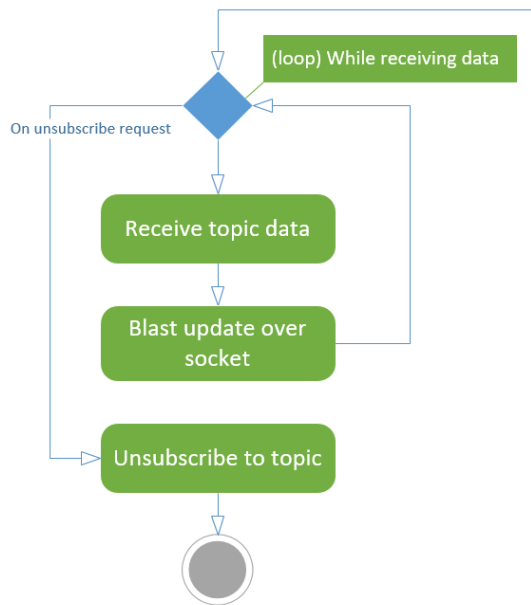 (loop) While receiving data
On unsubscribe request
Receive topic data
Blast update over
socket
Unsubscribe to topic